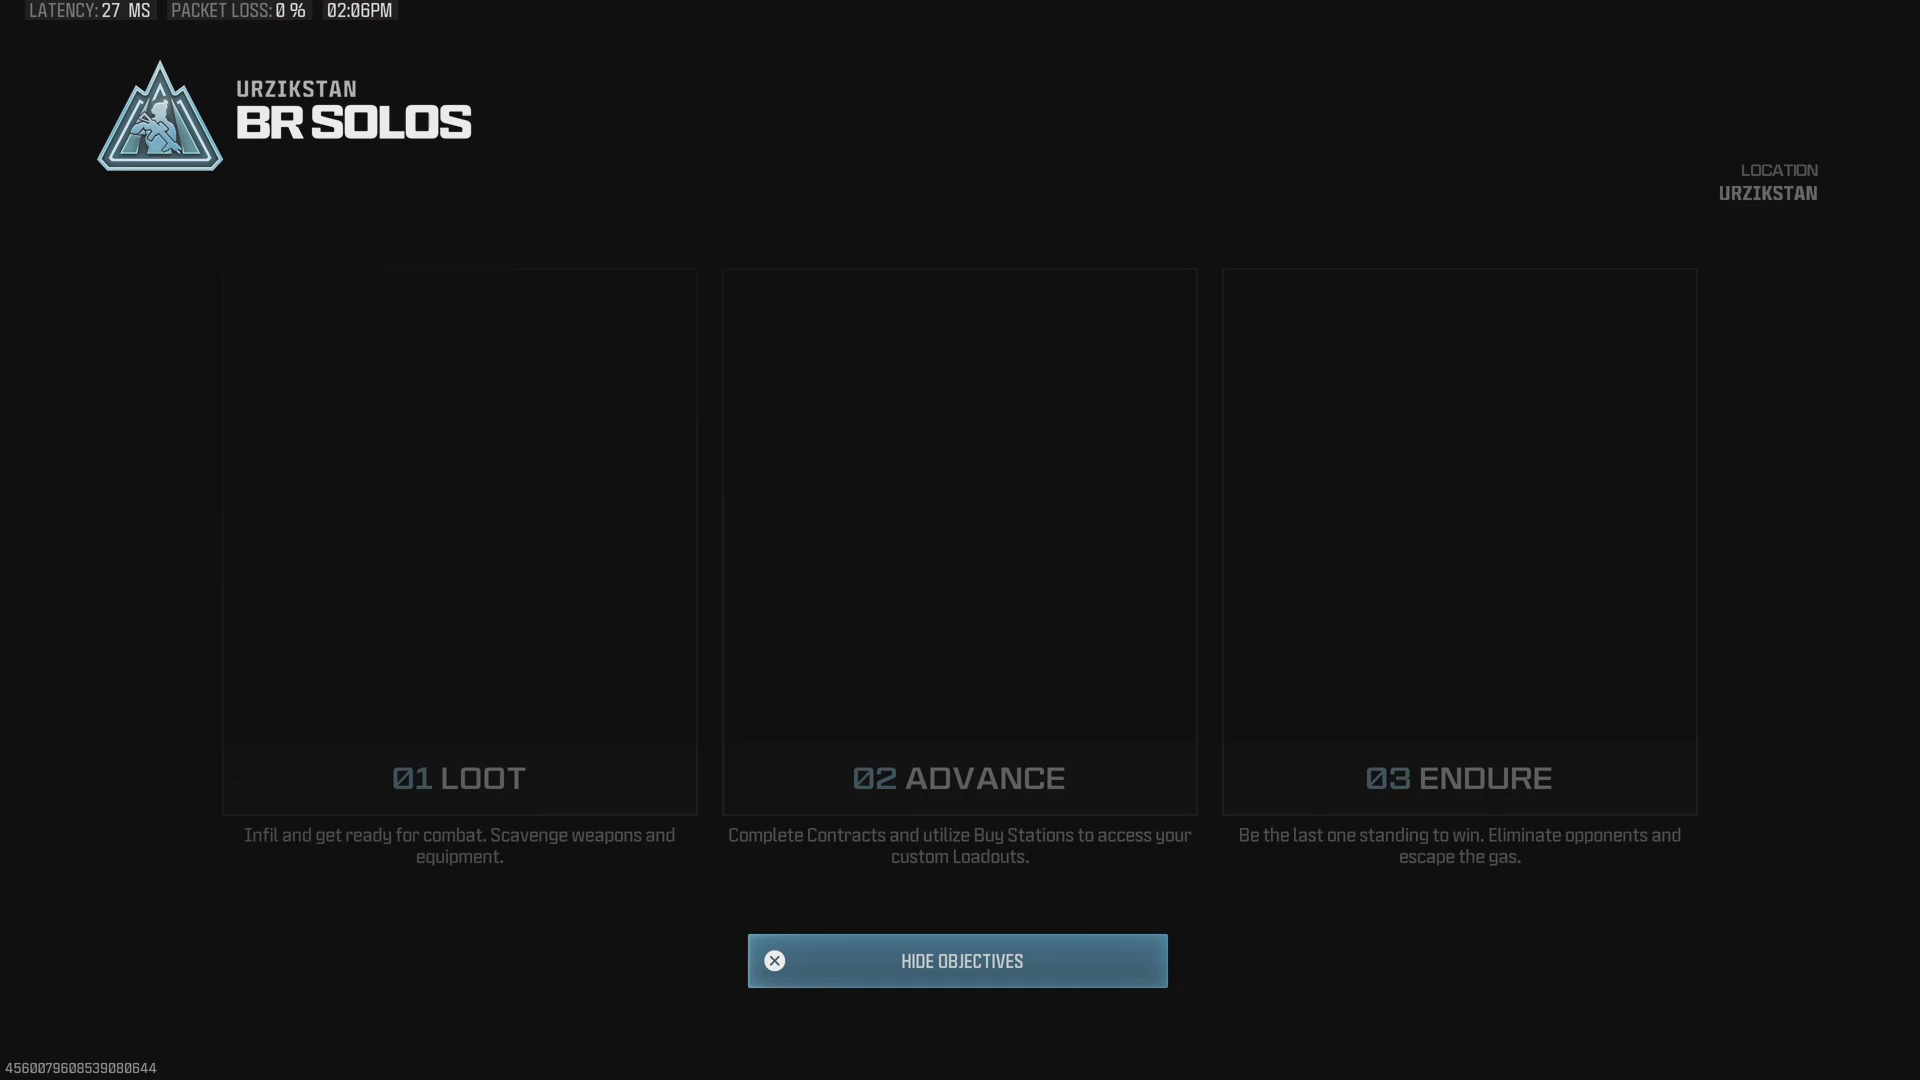 LATENCY: 27 MS PACKET LOSS: 0 % 02:06PM
URZIKSTAN
BR SOLOS
LOCATION
URZIKSTAN
01 LOOT
Infil and get ready for combat. Scavenge weapons and
equipment.
02 ADVANCE
Complete Contracts and utilize Buy Stations to access your
custom Loadouts.
03 ENDURE
Be the last one standing to win. Eliminate opponents and
escape the gas.
HIDE OBJECTIVES
4560079608539080644